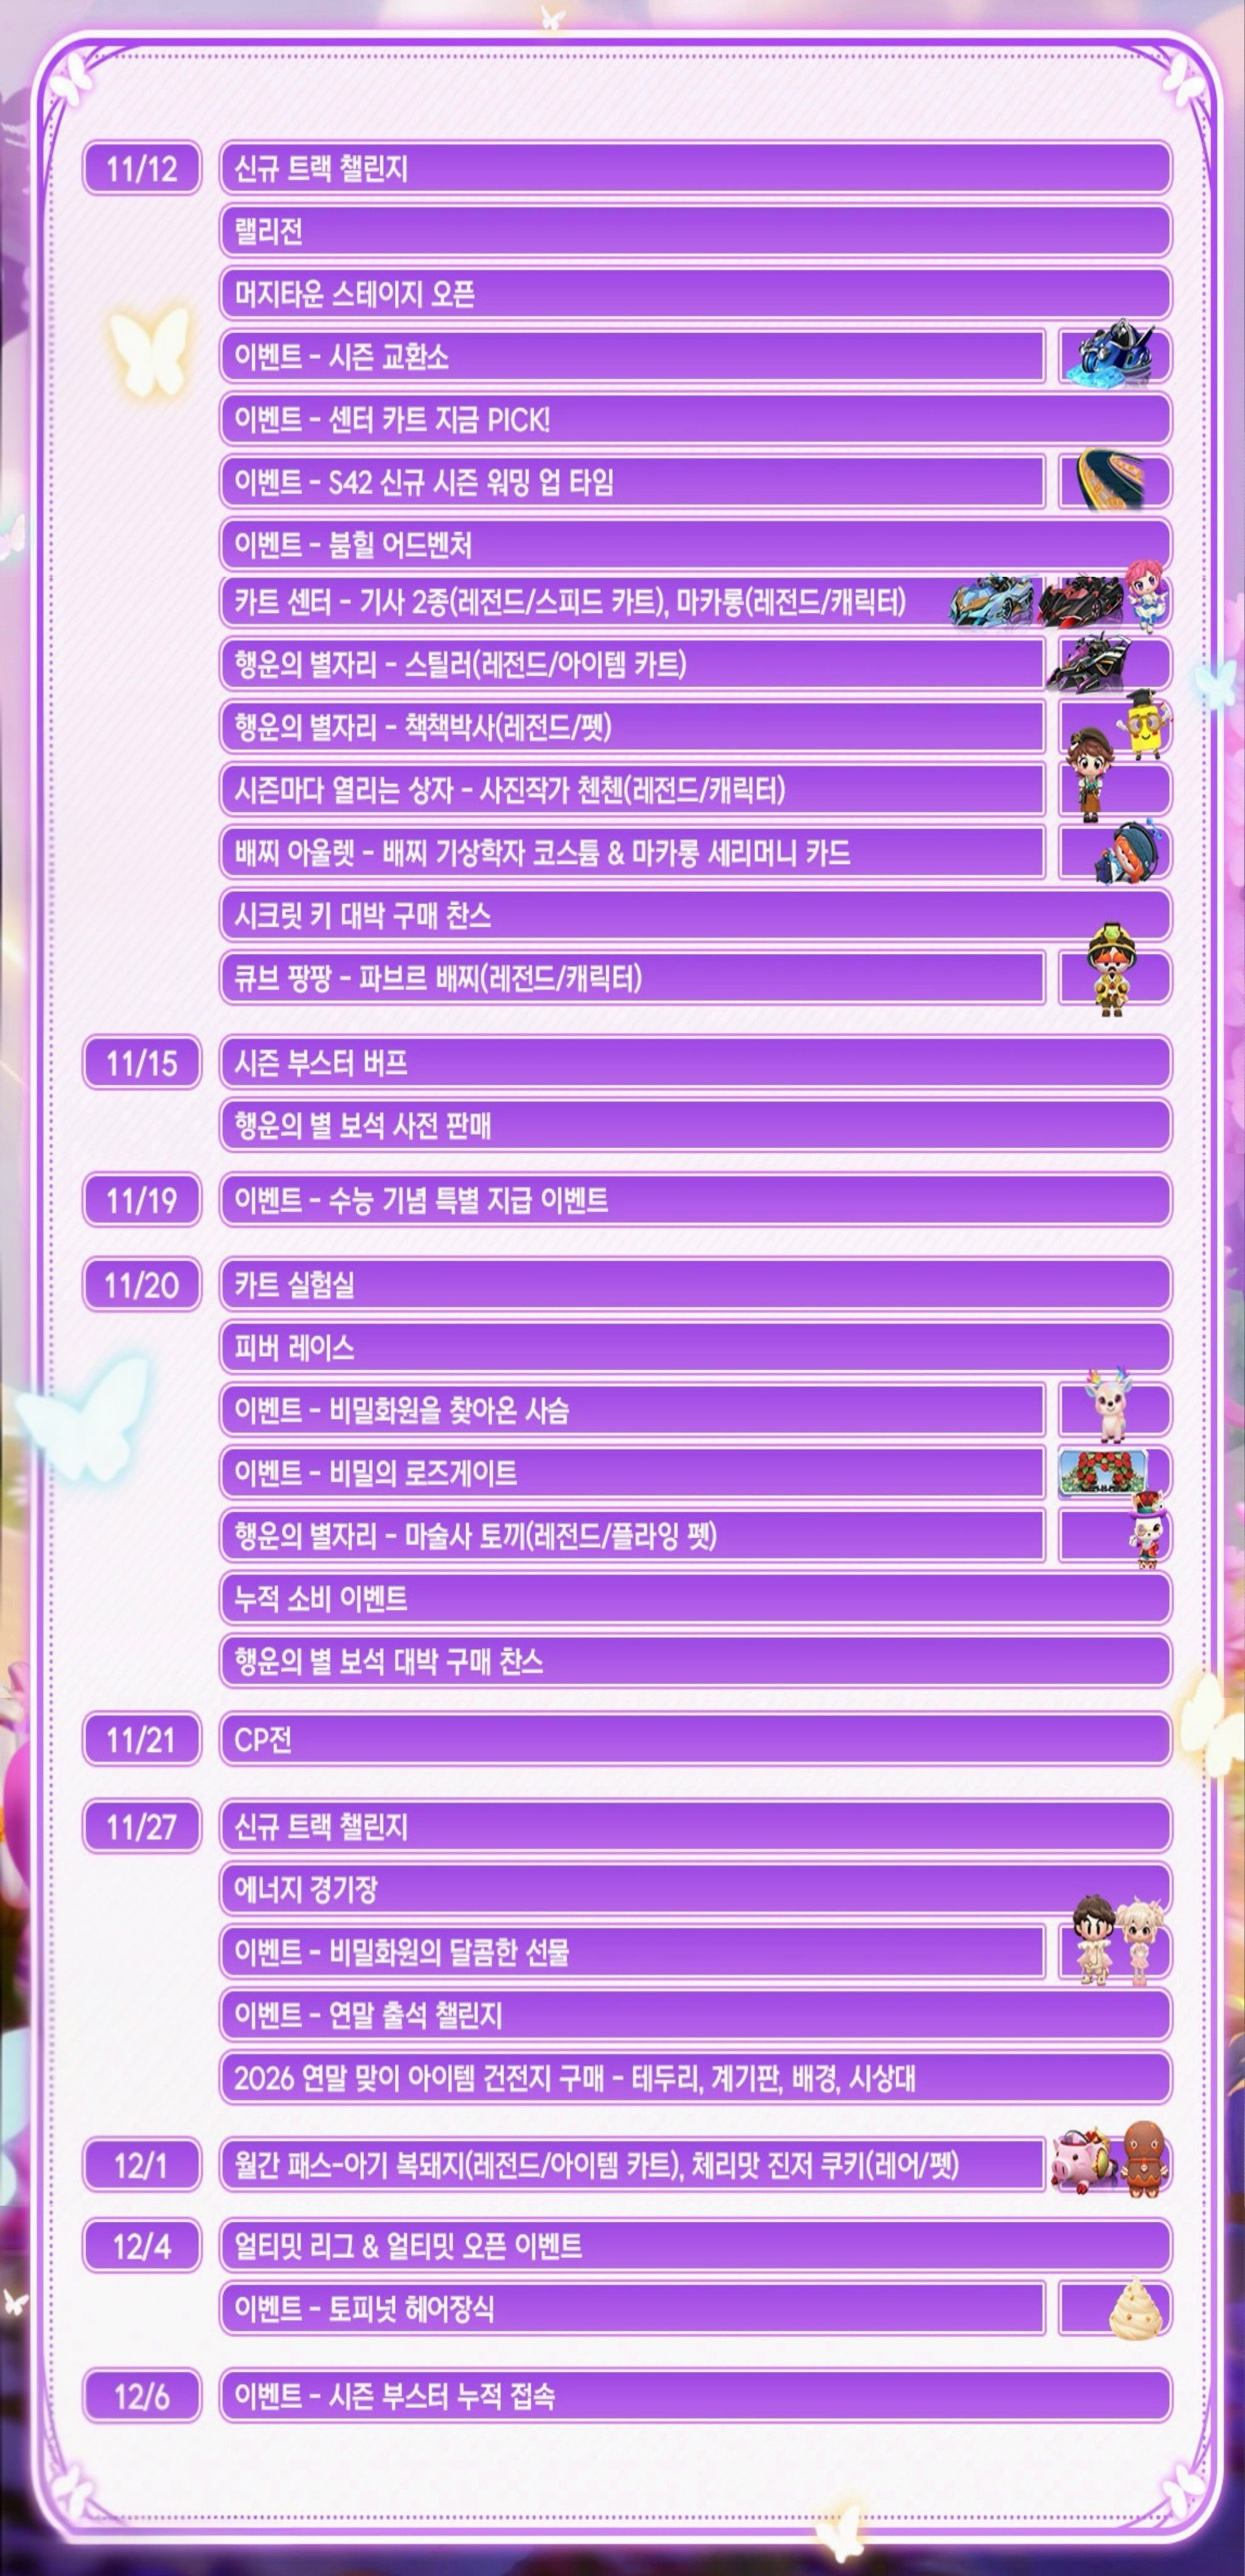 11/12
신규 트랙 챌린지
랠리전
머지타운 스테이지 오픈
이벤트 - 시즌 교환소
이벤트 - 센터 카트 지금 PICK!
이벤트 - S42 신규 시즌 워밍 업 타임
이벤트 - 붐힐 어드벤처
카트 센터 - 기사 2종(레전드/스피드 카트), 마카롱(레전드/캐릭터)
행운의 별자리 - 스틸러(레전드/아이템 카트)
행운의 별자리 - 책책박사(레전드/펫)
시즌마다 열리는 상자 - 사진작가 첸첸(레전드/캐릭터)
배찌 아울렛 - 배찌 기상학자 코스튬 & 마카롱 세리머니 카드
시크릿 키 대박 구매 찬스
큐브 팡팡 - 파브르 배찌(레전드/캐릭터)
11/15
시즌 부스터 버프
행운의 별 보석 사전 판매
11/19
이벤트 - 수능 기념 특별 지급 이벤트
11/20
카트 실험실
피버 레이스
이벤트 - 비밀화원을 찾아온 사슴
이벤트 - 비밀의 로즈게이트
행운의 별자리 - 마술사 토끼(레전드/플라잉 펫)
누적 소비 이벤트
행운의 별 보석 대박 구매 찬스
11/21
CP전
11/27
신규 트랙 챌린지
에너지 경기장
이벤트 - 비밀화원의 달콤한 선물
이벤트 - 연말 출석 챌린지
2026 연말 맞이 아이템 건전지 구매 - 테두리, 계기판, 배경, 시상대
12/1
월간 패스-아기 복돼지(레전드/아이템 카트), 체리맛 진저 쿠키(레어/펫)
12/4
얼티밋 리그 & 얼티밋 오픈 이벤트
이벤트 - 토피넛 헤어장식
12/6
이벤트 - 시즌 부스터 누적 접속